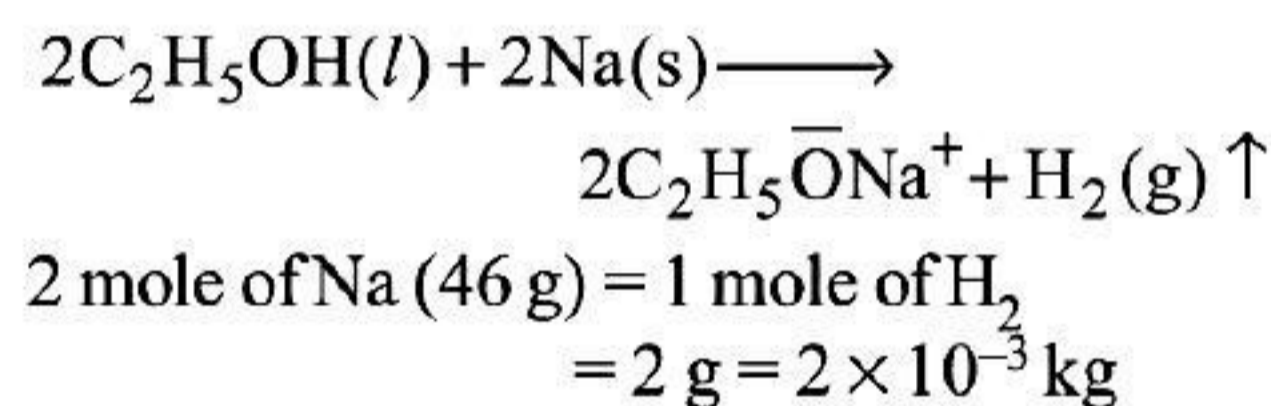 2C₂H₅OH(l) + 2Na(s) ⟶
2C₂H₅O̅Na⁺ + H₂(g) ↑
2 mole of Na (46 g) = 1 mole of H₂
= 2 g = 2 × 10⁻³ kg